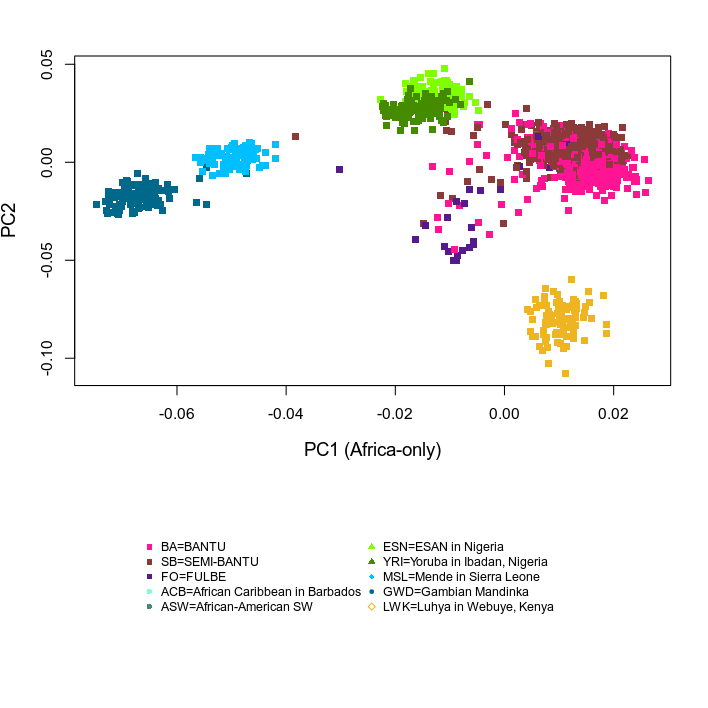 0.05
0.00
-0.05
-0.10
PC2
-0.06
-0.04
-0.02
0.00
0.02
PC1 (Africa-only)
BA=BANTU
SB=SEMI-BANTU
FO=FULBE
ACB=African Caribbean in Barbados
ASW=African-American SW
ESN=ESAN in Nigeria
YRI=Yoruba in Ibadan, Nigeria
MSL=Mende in Sierra Leone
GWD=Gambian Mandinka
LWK=Luhya in Webuye, Kenya